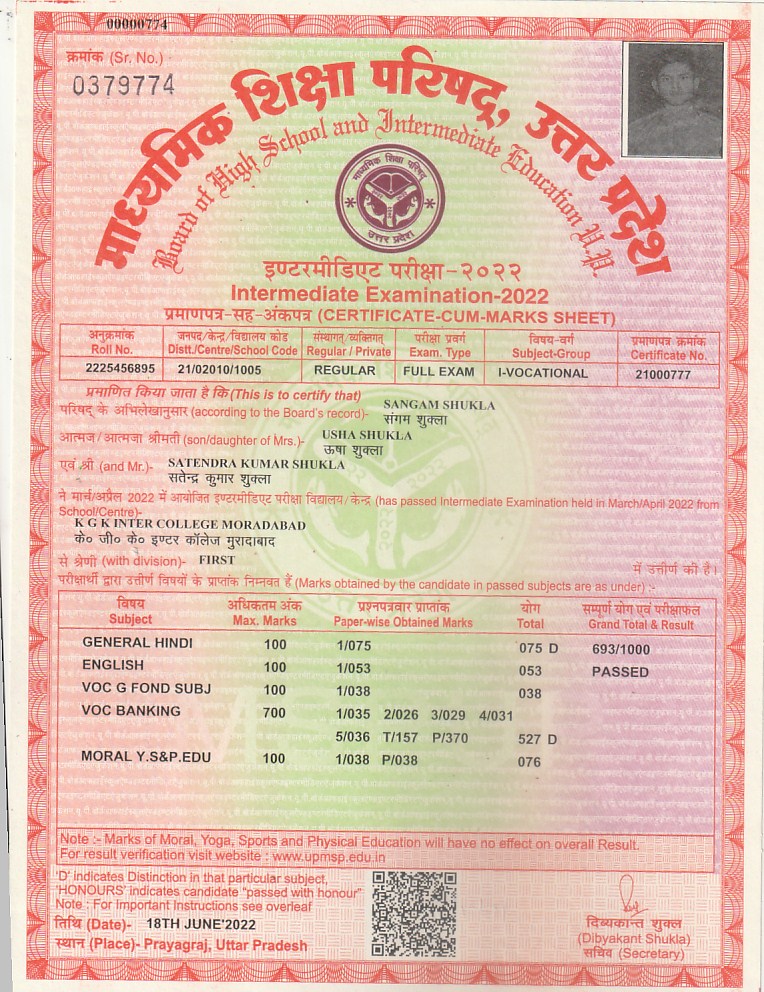 00000774
क्रमांक (Sr. No.)
0379774
माध्यमिक शिक्षा परिषद्, उत्तर प्रदेश
Board of High School and Intermediate Education U.P.
माध्यमिक शिक्षा परिषद्
उत्तर प्रदेश
इण्टरमीडिएट परीक्षा-२०२२
Intermediate Examination-2022
प्रमाणपत्र-सह-अंकपत्र (CERTIFICATE-CUM-MARKS SHEET)
अनुक्रमांक जनपद/केन्द्र/विद्यालय कोड संस्थागत/व्यक्तिगत परीक्षा प्रवर्ग विषय-वर्ग प्रमाणपत्र क्रमांक
Roll No. Distt./Centre/School Code Regular / Private Exam. Type Subject-Group Certificate No.
2225456895 21/02010/1005 REGULAR FULL EXAM I-VOCATIONAL 21000777
प्रमाणित किया जाता है कि (This is to certify that)
परिषद् के अभिलेखानुसार (according to the Board's record)- SANGAM SHUKLA
संगम शुक्ला
आत्मज/आत्मजा श्रीमती (son/daughter of Mrs.)- USHA SHUKLA
ऊषा शुक्ला
एवं श्री (and Mr.)- SATENDRA KUMAR SHUKLA
सतेन्द्र कुमार शुक्ला
ने मार्च/अप्रैल 2022 में आयोजित इण्टरमीडिएट परीक्षा विद्यालय/केन्द्र (has passed Intermediate Examination held in March/April 2022 from
School/Centre)-
K G K INTER COLLEGE MORADABAD
के० जी० के० इण्टर कॉलेज मुरादाबाद
से श्रेणी (with division)- FIRST में उत्तीर्ण की है।
परीक्षार्थी द्वारा उत्तीर्ण विषयों के प्राप्तांक निम्नवत हैं (Marks obtained by the candidate in passed subjects are as under) :-
विषय अधिकतम अंक प्रश्नपत्रवार प्राप्तांक योग सम्पूर्ण योग एवं परीक्षाफल
Subject Max. Marks Paper-wise Obtained Marks Total Grand Total & Result
GENERAL HINDI 100 1/075 075 D 693/1000
ENGLISH 100 1/053 053 PASSED
VOC G FOND SUBJ 100 1/038 038
VOC BANKING 700 1/035 2/026 3/029 4/031
5/036 T/157 P/370 527 D
MORAL Y.S&P.EDU 100 1/038 P/038 076
Note :- Marks of Moral, Yoga, Sports and Physical Education will have no effect on overall Result.
For result verification visit website : www.upmsp.edu.in
'D' indicates Distinction in that particular subject,
'HONOURS' indicates candidate "passed with honour"
Note : For Important Instructions see overleaf
तिथि (Date)- 18TH JUNE'2022
स्थान (Place)- Prayagraj, Uttar Pradesh
दिव्यकान्त शुक्ल
(Dibyakant Shukla)
सचिव (Secretary)